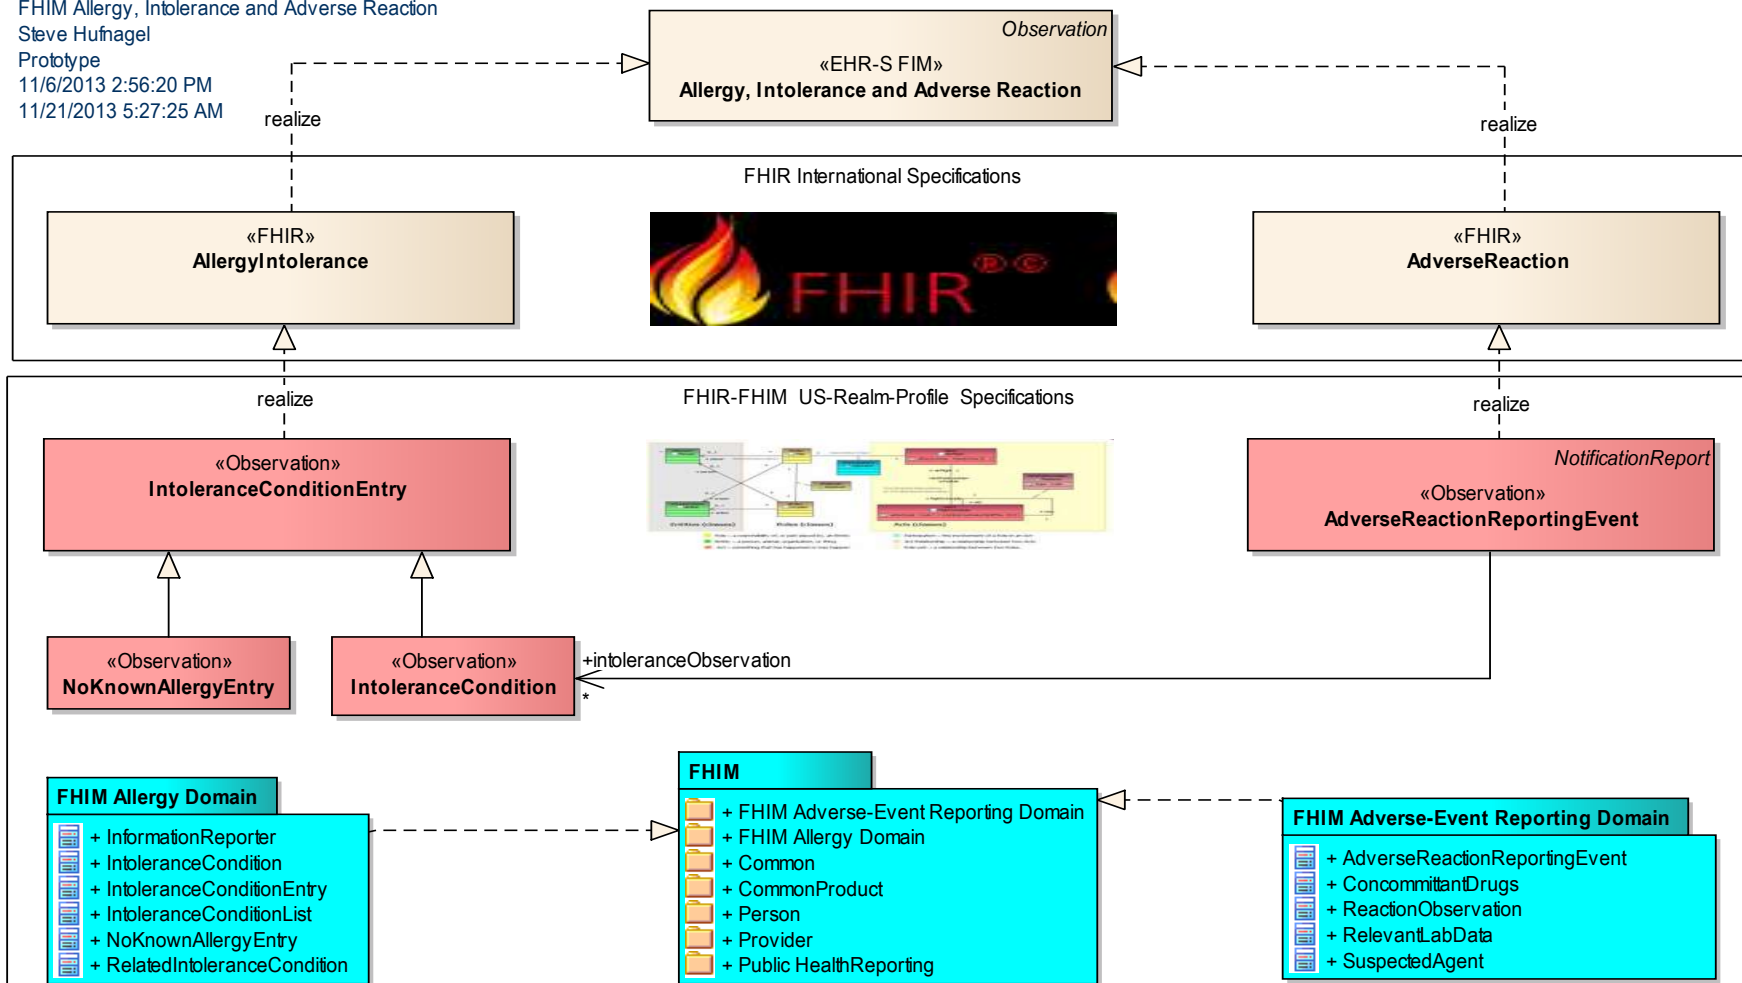 FHIM Allergy, Intolerance and Adverse Reaction
Steve Hufnagel
Prototype
11/6/2013 2:56:20 PM
11/21/2013 5:27:25 AM
Observation
«EHR-S FIM»
Allergy, Intolerance and Adverse Reaction
realize
realize
FHIR International Specifications
«FHIR»
AllergyIntolerance
FHIR ® ©
«FHIR»
AdverseReaction
realize
FHIR-FHIM US-Realm-Profile Specifications
realize
«Observation»
IntoleranceConditionEntry
NotificationReport
«Observation»
AdverseReactionReportingEvent
«Observation»
NoKnownAllergyEntry
«Observation»
IntoleranceCondition
+intoleranceObservation
*
FHIM Allergy Domain
+ InformationReporter
+ IntoleranceCondition
+ IntoleranceConditionEntry
+ IntoleranceConditionList
+ NoKnownAllergyEntry
+ RelatedIntoleranceCondition
FHIM
+ FHIM Adverse-Event Reporting Domain
+ FHIM Allergy Domain
+ Common
+ CommonProduct
+ Person
+ Provider
+ Public HealthReporting
FHIM Adverse-Event Reporting Domain
+ AdverseReactionReportingEvent
+ ConcommittantDrugs
+ ReactionObservation
+ RelevantLabData
+ SuspectedAgent